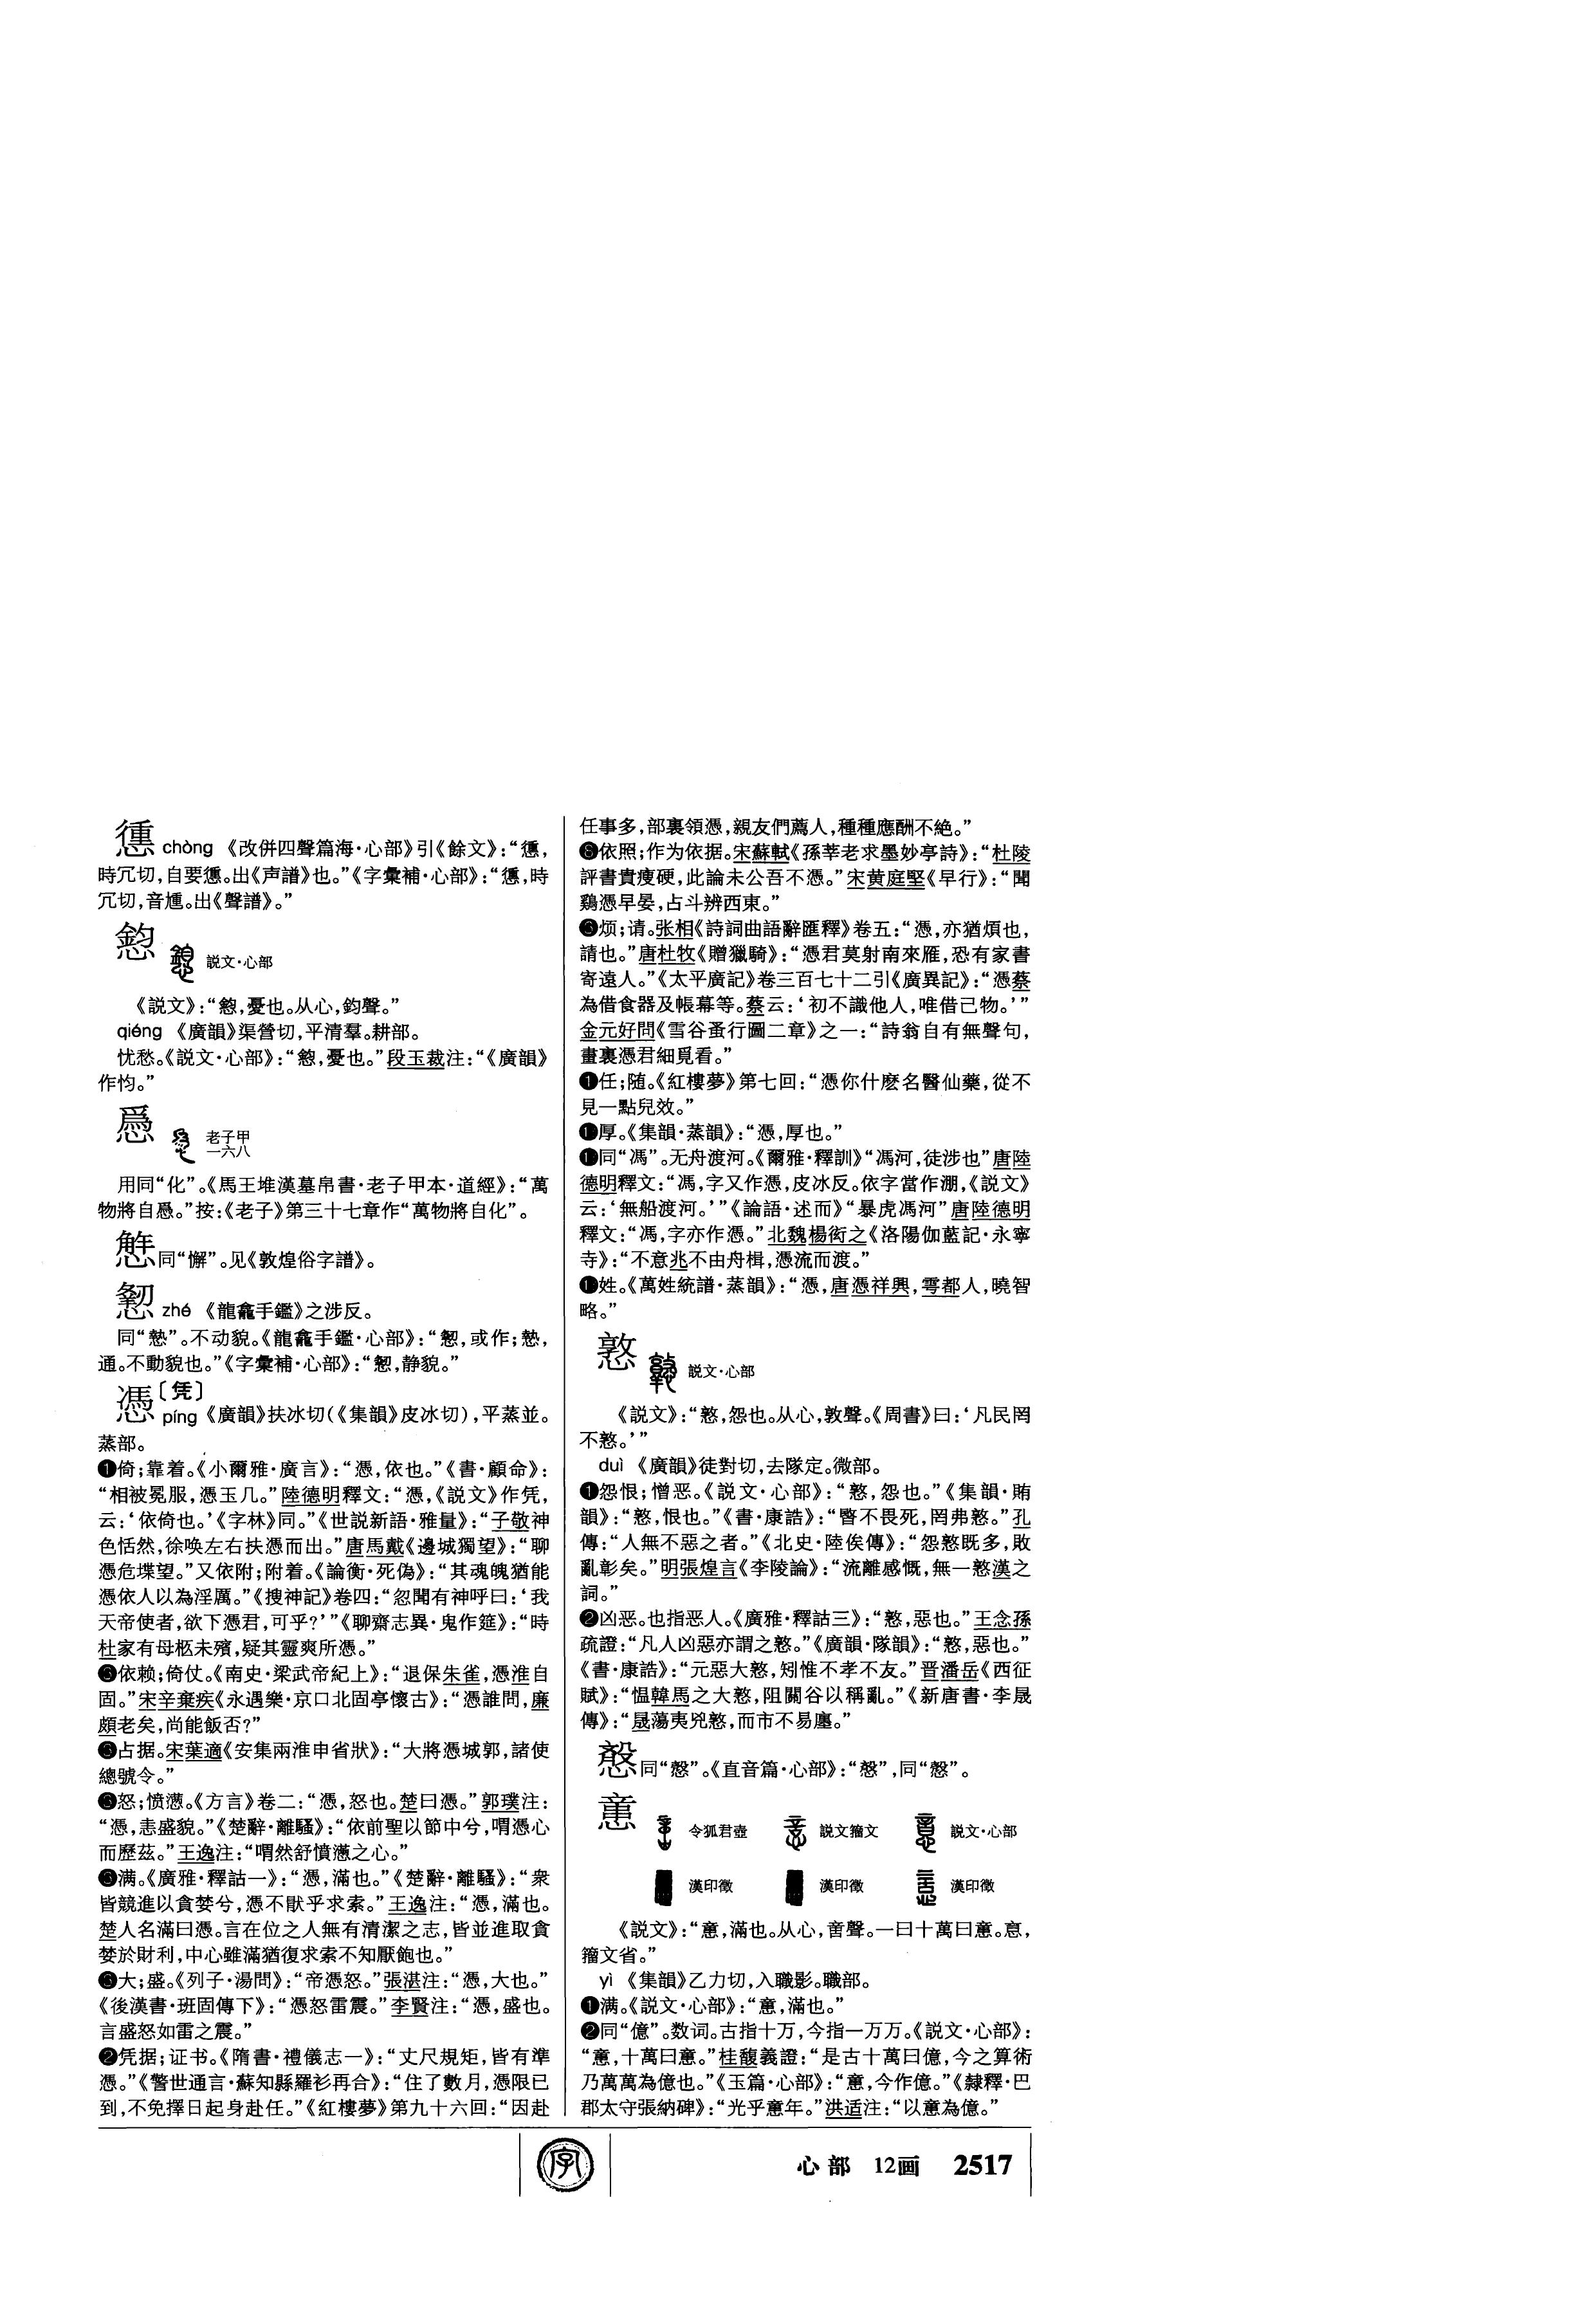 chòng 《改併四聲篇海·心部》引《餘文》：“㣫，
時冗切，自要㣫。出《声譜》也。”《字彙補·心部》：“㣫，時
冗切，音尰。出《聲譜》。”
説文·心部
《説文》：“憌，憂也。从心，鈞聲。”
qióng 《廣韻》渠營切，平清羣。耕部。
忧愁。《説文·心部》：“憌，憂也。”段玉裁注：“《廣韻》
作惸。”
老子甲
一六八
用同“化”。《馬王堆漢墓帛書·老子甲本·道經》：“萬
物將自𢡺。”按：《老子》第三十七章作“萬物將自化”。
同“懈”。见《敦煌俗字譜》。
zhé 《龍龕手鑑》之涉反。
同“慹”。不动貌。《龍龕手鑑·心部》：“，或作；慹，
通。不動貌也。”《字彙補·心部》：“，静貌。”
憑〔凭〕
píng 《廣韻》扶冰切（《集韻》皮冰切），平蒸並。
蒸部。
❶倚；靠着。《小爾雅·廣言》：“憑，依也。”《書·顧命》：
“相被冕服，憑玉几。”陸德明釋文：“憑，《説文》作凭，
云：‘依倚也。’《字林》同。”《世説新語·雅量》：“子敬神
色恬然，徐唤左右扶憑而出。”唐馬戴《邊城獨望》：“聊
憑危堞望。”又依附；附着。《論衡·死偽》：“其魂魄猶能
憑依人以為淫厲。”《搜神記》卷四：“忽聞有神呼曰：‘我
天帝使者，欲下憑君，可乎？’”《聊齋志異·鬼作筵》：“時
杜家有母柩未殯，疑其靈爽所憑。”
❸依赖；倚仗。《南史·梁武帝紀上》：“退保朱雀，憑淮自
固。”宋辛棄疾《永遇樂·京口北固亭懷古》：“憑誰問，廉
頗老矣，尚能飯否？”
❸占据。宋葉適《安集兩淮申省狀》：“大將憑城郭，諸使
總號令。”
❸怒；愤懑。《方言》卷二：“憑，怒也。楚曰憑。”郭璞注：
“憑，恚盛貌。”《楚辭·離騷》：“依前聖以節中兮，喟憑心
而歷茲。”王逸注：“喟然舒憤懣之心。”
❸满。《廣雅·釋詁一》：“憑，滿也。”《楚辭·離騷》：“衆
皆競進以貪婪兮，憑不猒乎求索。”王逸注：“憑，滿也。
楚人名滿曰憑。言在位之人無有清潔之志，皆並進取貪
婪於財利，中心雖滿猶復求索不知厭飽也。”
❸大；盛。《列子·湯問》：“帝憑怒。”張湛注：“憑，大也。”
《後漢書·班固傳下》：“憑怒雷震。”李賢注：“憑，盛也。
言盛怒如雷之震。”
❷凭据；证书。《隋書·禮儀志一》：“丈尺規矩，皆有準
憑。”《警世通言·蘇知縣羅衫再合》：“住了數月，憑限已
到，不免擇日起身赴任。”《紅樓夢》第九十六回：“因赴
任事多，部裏領憑，親友們薦人，種種應酬不絶。”
❽依照；作为依据。宋蘇軾《孫莘老求墨妙亭詩》：“杜陵
評書貴瘦硬，此論未公吾不憑。”宋黄庭堅《早行》：“聞
鷄憑早晏，占斗辨西東。”
❸烦；请。张相《詩詞曲語辭匯釋》卷五：“憑，亦猶煩也，
請也。”唐杜牧《贈獵騎》：“憑君莫射南來雁，恐有家書
寄遠人。”《太平廣記》卷三百七十二引《廣異記》：“憑蔡
為借食器及帳幕等。蔡云：‘初不識他人，唯借己物。’”
金元好問《雪谷蚤行圖二章》之一：“詩翁自有無聲句，
畫裏憑君細覓看。”
❶任；随。《紅樓夢》第七回：“憑你什麽名醫仙藥，從不
見一點兒效。”
❶厚。《集韻·蒸韻》：“憑，厚也。”
❶同“馮”。无舟渡河。《爾雅·釋訓》“馮河，徒涉也”唐陸
德明釋文：“馮，字又作憑，皮冰反。依字當作淜，《説文》
云：‘無船渡河。’”《論語·述而》“暴虎馮河”唐陸德明
釋文：“馮，字亦作憑。”北魏楊衒之《洛陽伽藍記·永寧
寺》：“不意兆不由舟楫，憑流而渡。”
❶姓。《萬姓統譜·蒸韻》：“憑，唐憑祥興，雩都人，曉智
略。”
憝
説文·心部
《説文》：“憝，怨也。从心，敦聲。《周書》曰：‘凡民罔
不憝。’”
duì 《廣韻》徒對切，去隊定。微部。
❶怨恨；憎恶。《説文·心部》：“憝，怨也。”《集韻·賄
韻》：“憝，恨也。”《書·康誥》：“暋不畏死，罔弗憝。”孔
傳：“人無不惡之者。”《北史·陸俟傳》：“怨憝既多，敗
亂彰矣。”明張煌言《李陵論》：“流離感慨，無一憝漢之
詞。”
❷凶恶。也指恶人。《廣雅·釋詁三》：“憝，惡也。”王念孫
疏證：“凡人凶惡亦謂之憝。”《廣韻·隊韻》：“憝，惡也。”
《書·康誥》：“元惡大憝，矧惟不孝不友。”晋潘岳《西征
賦》：“愠韓馬之大憝，阻關谷以稱亂。”《新唐書·李晟
傳》：“晟蕩夷兇憝，而市不易廛。”
同“慇”。《直音篇·心部》：“，同“慇”。
意
令狐君壺 説文籀文 説文·心部
漢印徵 漢印徵 漢印徵
《説文》：“𢡃，滿也。从心，啻聲。一曰十萬曰𢡃。𢖻，
籀文省。”
yì 《集韻》乙力切，入職影。職部。
❶满。《説文·心部》：“𢡃，滿也。”
❷同“億”。数词。古指十万，今指一万万。《説文·心部》：
“𢡃，十萬曰𢡃。”桂馥義證：“是古十萬曰億，今之算術
乃萬萬為億也。”《玉篇·心部》：“𢡃，今作億。”《隸釋·巴
郡太守張納碑》：“光乎𢡃年。”洪适注：“以𢡃為億。”
字
心部 12画 2517